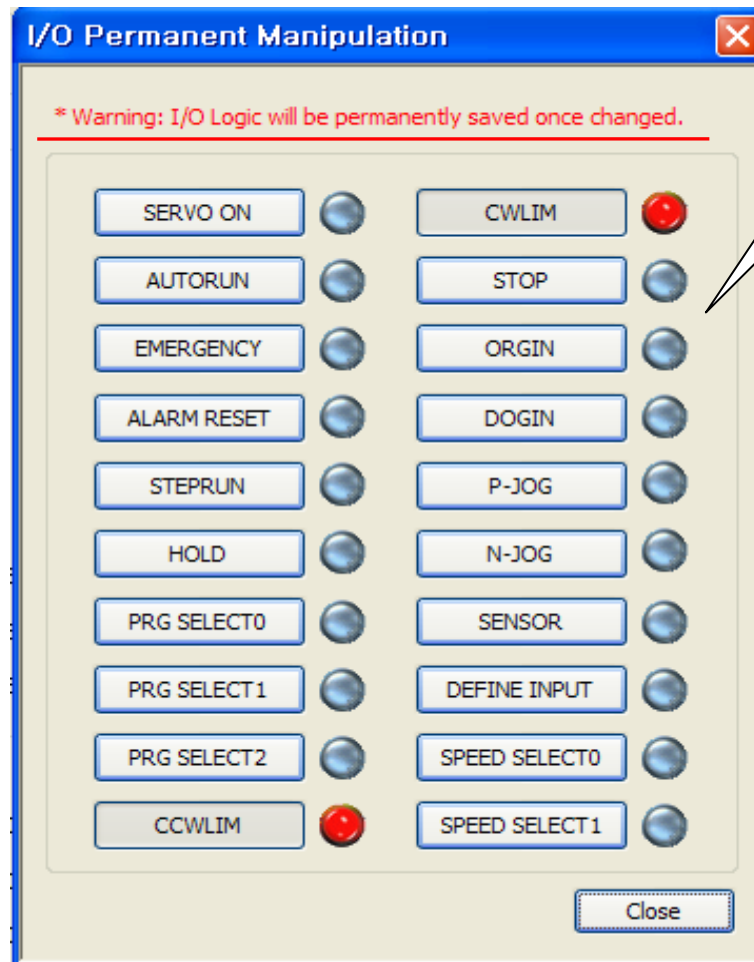 I/O Permanent Manipulation
* Warning: I/O Logic will be permanently saved once changed.
SERVO ON
CWLIM
AUTORUN
STOP
EMERGENCY
ORGIN
ALARM RESET
DOGIN
STEPRUN
P-JOG
HOLD
N-JOG
PRG SELECT0
SENSOR
PRG SELECT1
DEFINE INPUT
PRG SELECT2
SPEED SELECT0
CCWLIM
SPEED SELECT1
Close